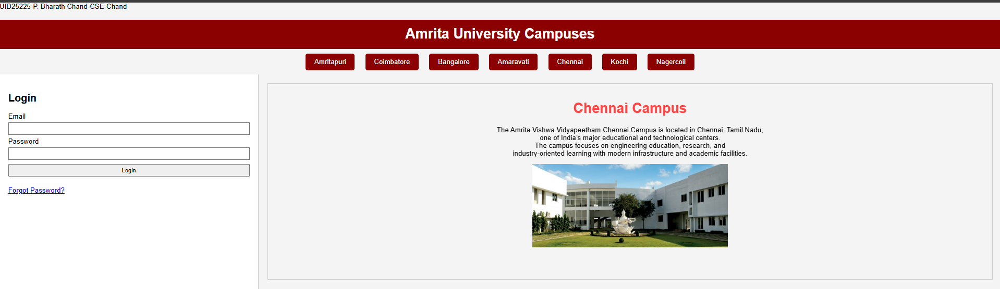 UID25225-P. Bharath Chand-CSE-Chand
Amrita University Campuses
Amritapuri Coimbatore Bangalore Amaravati Chennai Kochi Nagercoil
Login
Email
Password
Login
Forgot Password?
Chennai Campus
The Amrita Vishwa Vidyapeetham Chennai Campus is located in Chennai, Tamil Nadu,
one of India's major educational and technological centers.
The campus focuses on engineering education, research, and
industry-oriented learning with modern infrastructure and academic facilities.